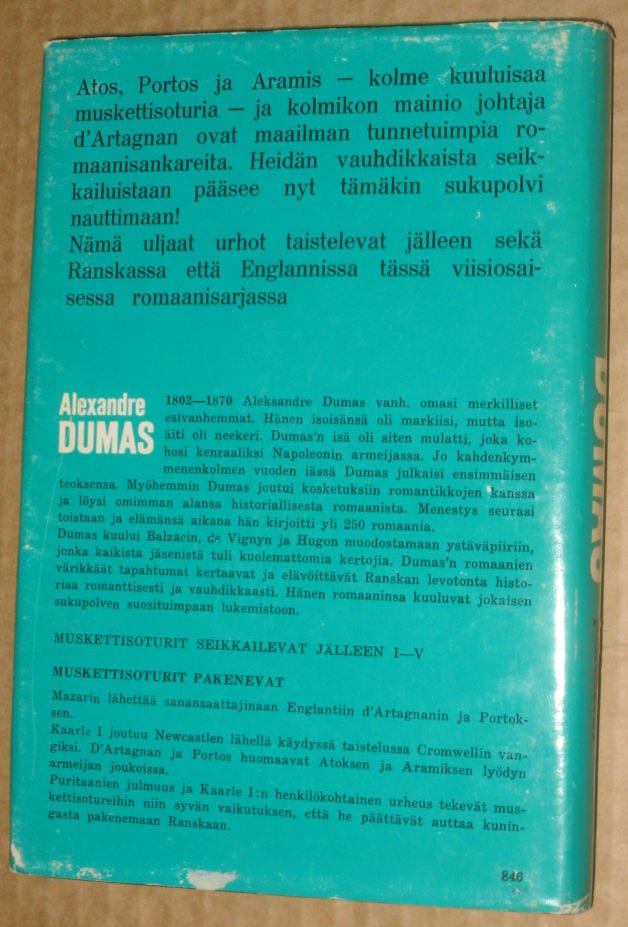 Atos, Portos ja Aramis — kolme kuuluisaa
muskettisoturia — ja kolmikon mainio johtaja
d'Artagnan ovat maailman tunnetuimpia ro-
maanisankareita. Heidän vauhdikkaista seik-
kailuistaan pääsee nyt tämäkin sukupolvi
nauttimaan!
Nämä uljaat urhot taistelevat jälleen sekä
Ranskassa että Englannissa tässä viisiosai-
sessa romaanisarjassa
Alexandre
DUMAS
1802—1870 Aleksandre Dumas vanh. omasi merkilliset
esivanhemmat. Hänen isoisänsä oli markiisi, mutta iso-
äiti oli neekeri. Dumas'n isä oli siten mulatti, joka ko-
hosi kenraaliksi Napoleonin armeijassa. Jo kahdenkym-
menenkolmen vuoden iässä Dumas julkaisi ensimmäisen
teoksensa. Myöhemmin Dumas joutui kosketuksiin romantikkojen kanssa
ja löysi omimman alansa historiallisesta romaanista. Menestys seurasi
toistaan ja elämänsä aikana hän kirjoitti yli 250 romaania.
Dumas kuului Balzacin, de Vignyn ja Hugon muodostamaan ystäväpiiriin,
jonka kaikista jäsenistä tuli kuolemattomia kertojia. Dumas'n romaanien
värikkäät tapahtumat kertaavat ja elävöittävät Ranskan levotonta histo-
riaa romanttisesti ja vauhdikkaasti. Hänen romaaninsa kuuluvat jokaisen
sukupolven suosituimpaan lukemistoon.
MUSKETTISOTURIT SEIKKAILEVAT JÄLLEEN I—V
MUSKETTISOTURIT PAKENEVAT
Mazarin lähettää sanansaattajinaan Englantiin d'Artagnanin ja Portok-
sen.
Kaarle I joutuu Newcastlen lähellä käydyssä taistelussa Cromwellin van-
giksi. D'Artagnan ja Portos huomaavat Atoksen ja Aramiksen lyödyn
armeijan joukoissa.
Puritaanien julmuus ja Kaarle I:n henkilökohtainen urheus tekevät mus-
kettisotureihin niin syvän vaikutuksen, että he päättävät auttaa kunin-
gasta pakenemaan Ranskaan.
846
DUMAS